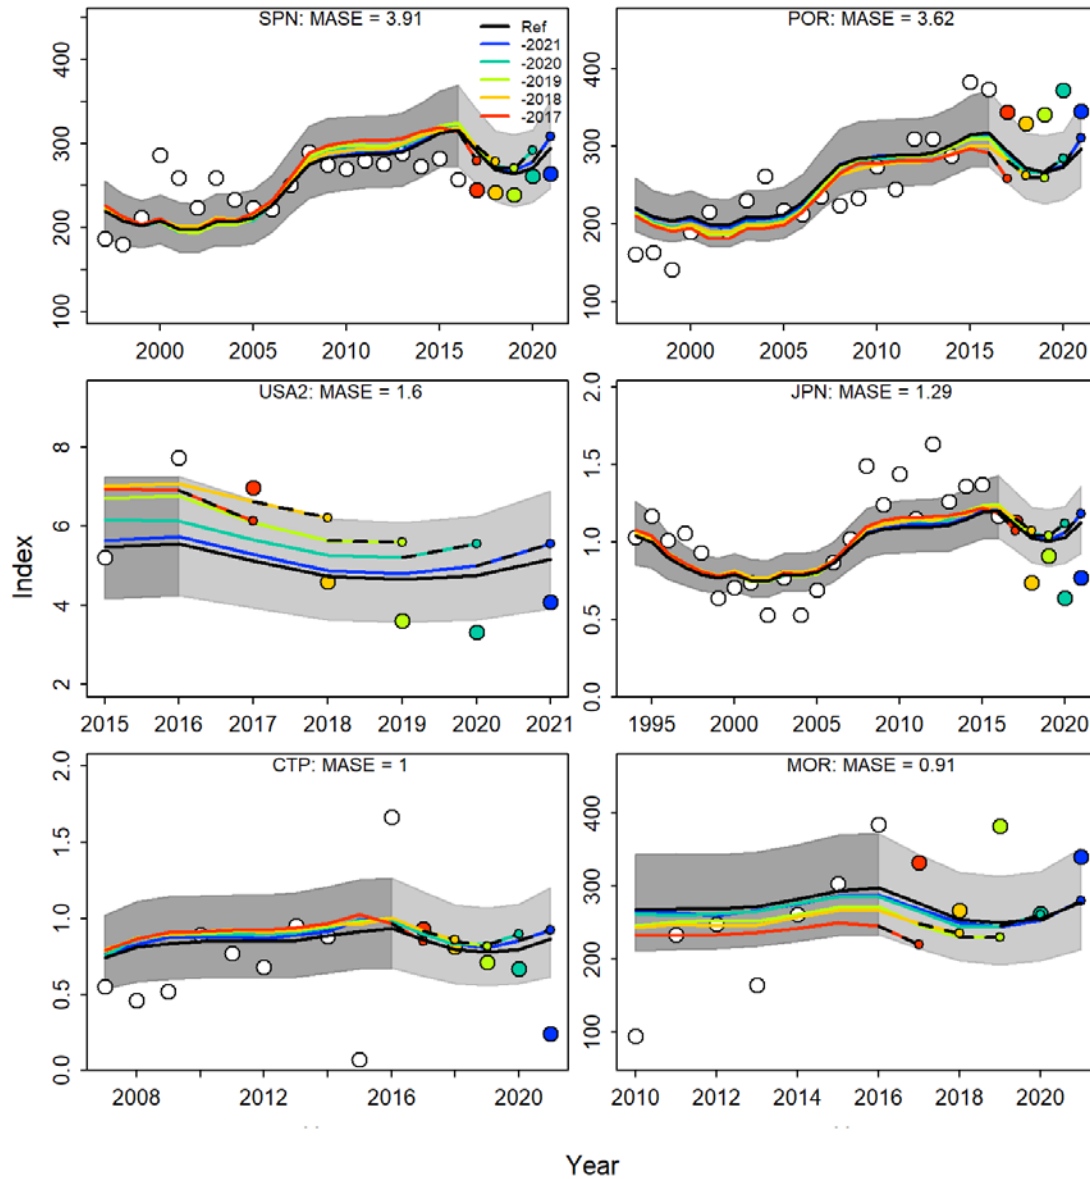 SPN: MASE = 3.91
Ref
-2021
-2020
-2019
-2018
-2017
400
300
200
100
2000 2005 2010 2015 2020
POR: MASE = 3.62
400
300
200
100
2000 2005 2010 2015 2020
USA2: MASE = 1.6
8
6
4
2
2015 2016 2017 2018 2019 2020 2021
JPN: MASE = 1.29
2.0
1.5
1.0
0.5
0.0
1995 2000 2005 2010 2015 2020
Index
CTP: MASE = 1
2.0
1.5
1.0
0.5
0.0
2008 2012 2016 2020
MOR: MASE = 0.91
400
300
200
100
2010 2012 2014 2016 2018 2020
Year